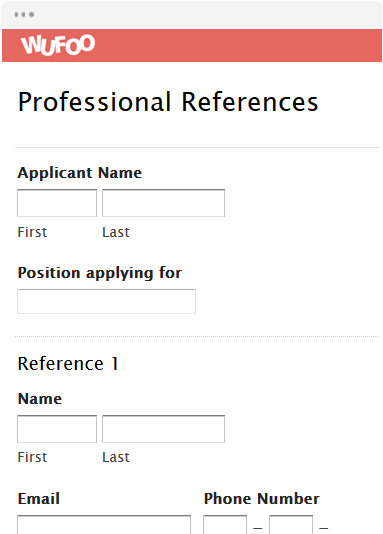 WUFOO
Professional References
Applicant Name
First Last
Position applying for
Reference 1
Name
First Last
Email Phone Number
– –